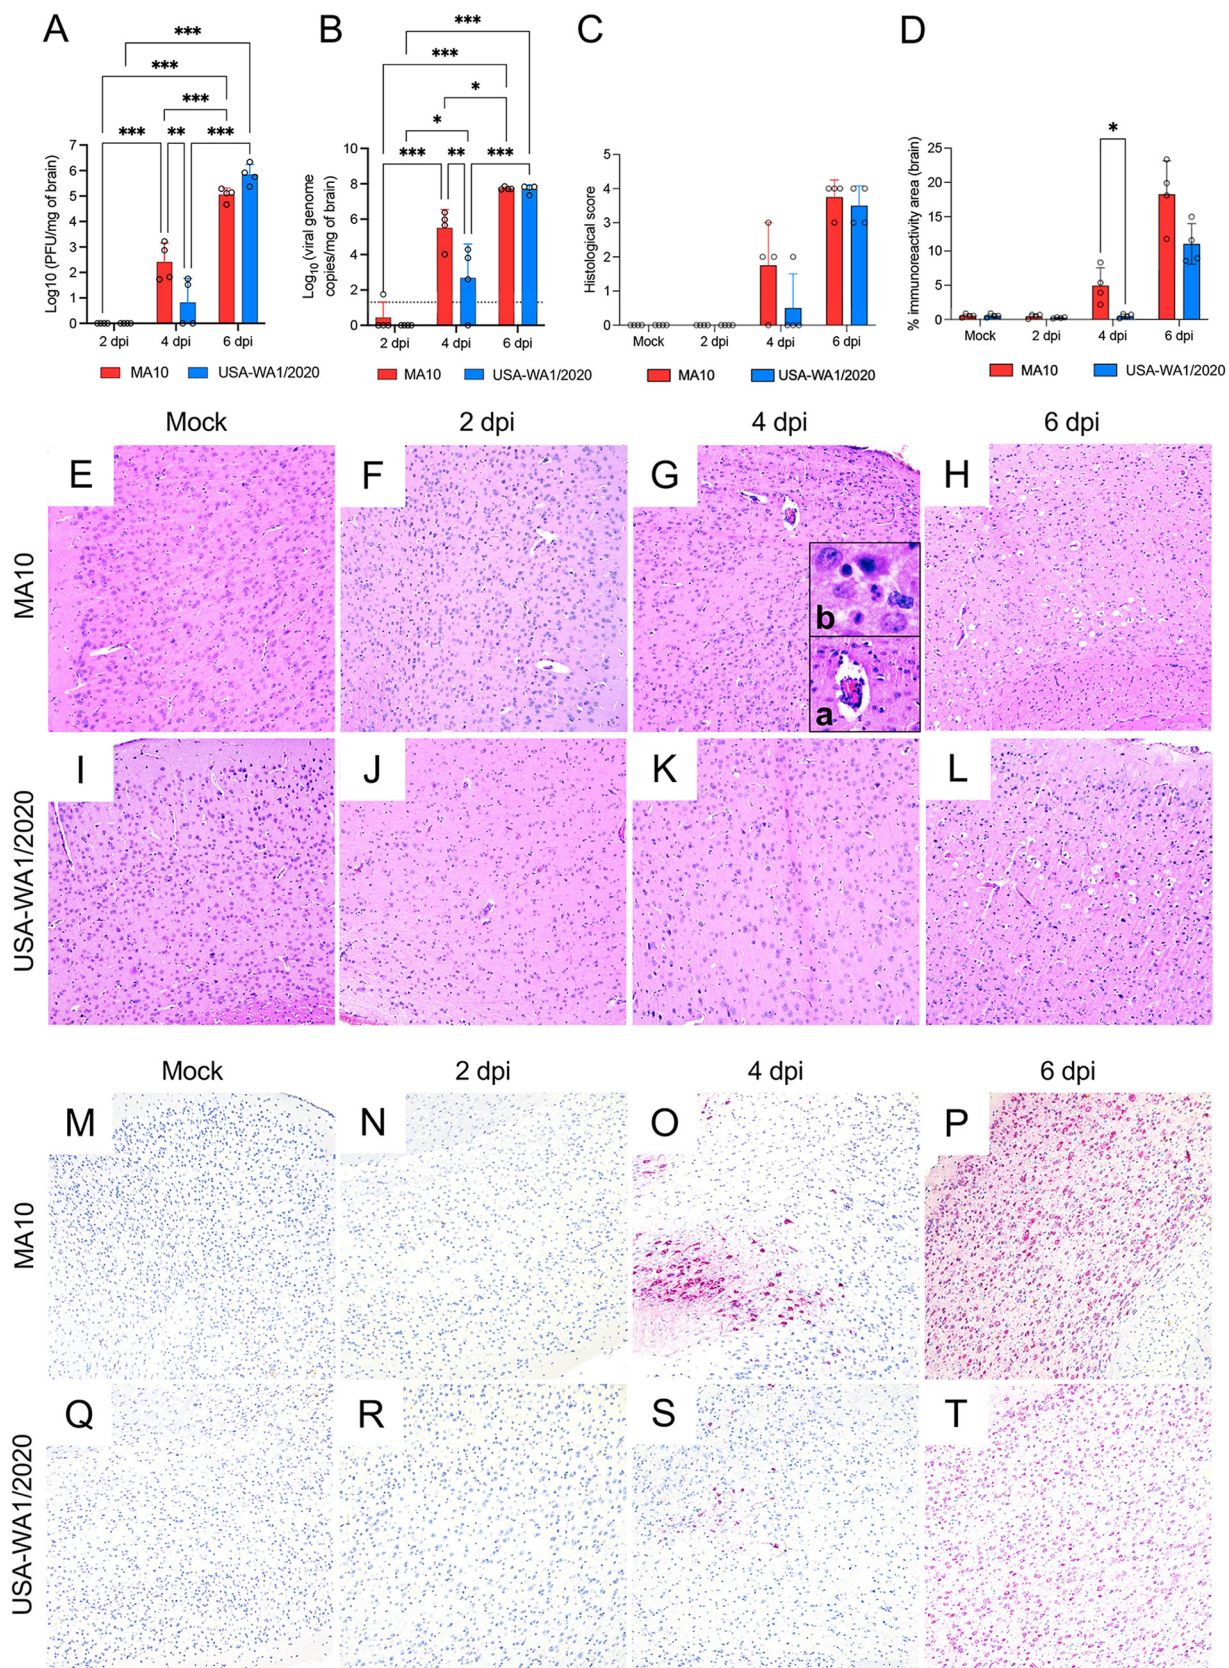 A
B
C
D
***
***
***
***
**
***
Log10 (PFU/mg of brain)
7
6
5
4
3
2
1
0
2 dpi
4 dpi
6 dpi
MA10
USA-WA1/2020
***
***
*
*
***
**
***
Log10 (viral genome
copies/mg of brain)
10
8
6
4
2
0
2 dpi
4 dpi
6 dpi
MA10
USA-WA1/2020
Histological score
5
4
3
2
1
0
Mock
2 dpi
4 dpi
6 dpi
MA10
USA-WA1/2020
*
% immunoreactivity area (brain)
25
20
15
10
5
0
Mock
2 dpi
4 dpi
6 dpi
MA10
USA-WA1/2020
Mock
2 dpi
4 dpi
6 dpi
MA10
E
F
G
b
a
H
USA-WA1/2020
I
J
K
L
Mock
2 dpi
4 dpi
6 dpi
MA10
M
N
O
P
USA-WA1/2020
Q
R
S
T